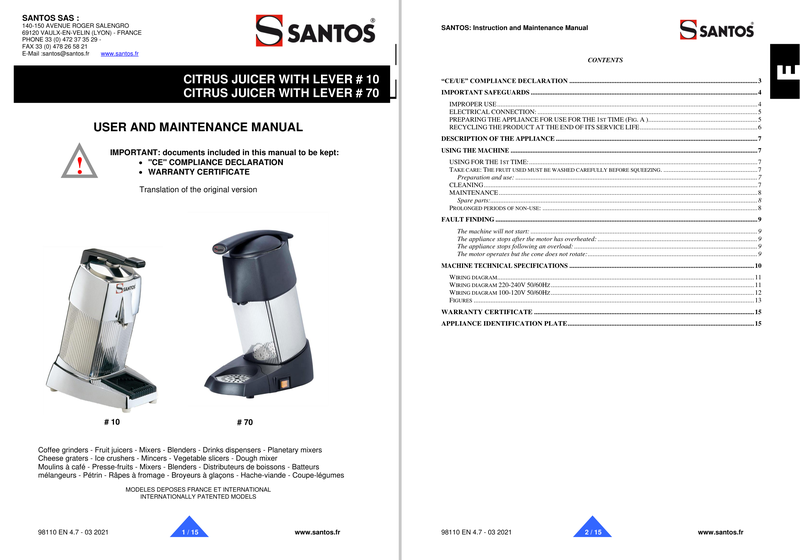 SANTOS SAS :
140-150 AVENUE ROGER SALENGRO
69120 VAULX-EN-VELIN (LYON) - FRANCE
PHONE 33 (0) 472 37 35 29 -
FAX 33 (0) 478 26 58 21
E-Mail :santos@santos.fr www.santos.fr
SANTOS®
CITRUS JUICER WITH LEVER # 10
CITRUS JUICER WITH LEVER # 70
USER AND MAINTENANCE MANUAL
IMPORTANT: documents included in this manual to be kept:
• "CE" COMPLIANCE DECLARATION
• WARRANTY CERTIFICATE
Translation of the original version
SANTOS
# 10
# 70
Coffee grinders - Fruit juicers - Mixers - Blenders - Drinks dispensers - Planetary mixers
Cheese graters - Ice crushers - Mincers - Vegetable slicers - Dough mixer
Moulins à café - Presse-fruits - Mixers - Blenders - Distributeurs de boissons - Batteurs
mélangeurs - Pétrin - Râpes à fromage - Broyeurs à glaçons - Hache-viande - Coupe-légumes
MODELES DEPOSES FRANCE ET INTERNATIONAL
INTERNATIONALLY PATENTED MODELS
98110 EN 4.7 - 03 2021
1 / 15
www.santos.fr
SANTOS: Instruction and Maintenance Manual
SANTOS®
E
CONTENTS
“CE/UE” COMPLIANCE DECLARATION 3
IMPORTANT SAFEGUARDS 4
IMPROPER USE 4
ELECTRICAL CONNECTION: 5
PREPARING THE APPLIANCE FOR USE FOR THE 1ST TIME (FIG. A) 5
RECYCLING THE PRODUCT AT THE END OF ITS SERVICE LIFE 6
DESCRIPTION OF THE APPLIANCE 7
USING THE MACHINE 7
USING FOR THE 1ST TIME: 7
TAKE CARE: THE FRUIT USED MUST BE WASHED CAREFULLY BEFORE SQUEEZING. 7
Preparation and use: 7
CLEANING 7
MAINTENANCE 8
Spare parts: 8
PROLONGED PERIODS OF NON-USE: 8
FAULT FINDING 9
The machine will not start: 9
The appliance stops after the motor has overheated: 9
The appliance stops following an overload: 9
The motor operates but the cone does not rotate: 9
MACHINE TECHNICAL SPECIFICATIONS 10
WIRING DIAGRAM 11
WIRING DIAGRAM 220-240V 50/60HZ 11
WIRING DIAGRAM 100-120V 50/60HZ 12
FIGURES 13
WARRANTY CERTIFICATE 15
APPLIANCE IDENTIFICATION PLATE 15
98110 EN 4.7 - 03 2021
2 / 15
www.santos.fr